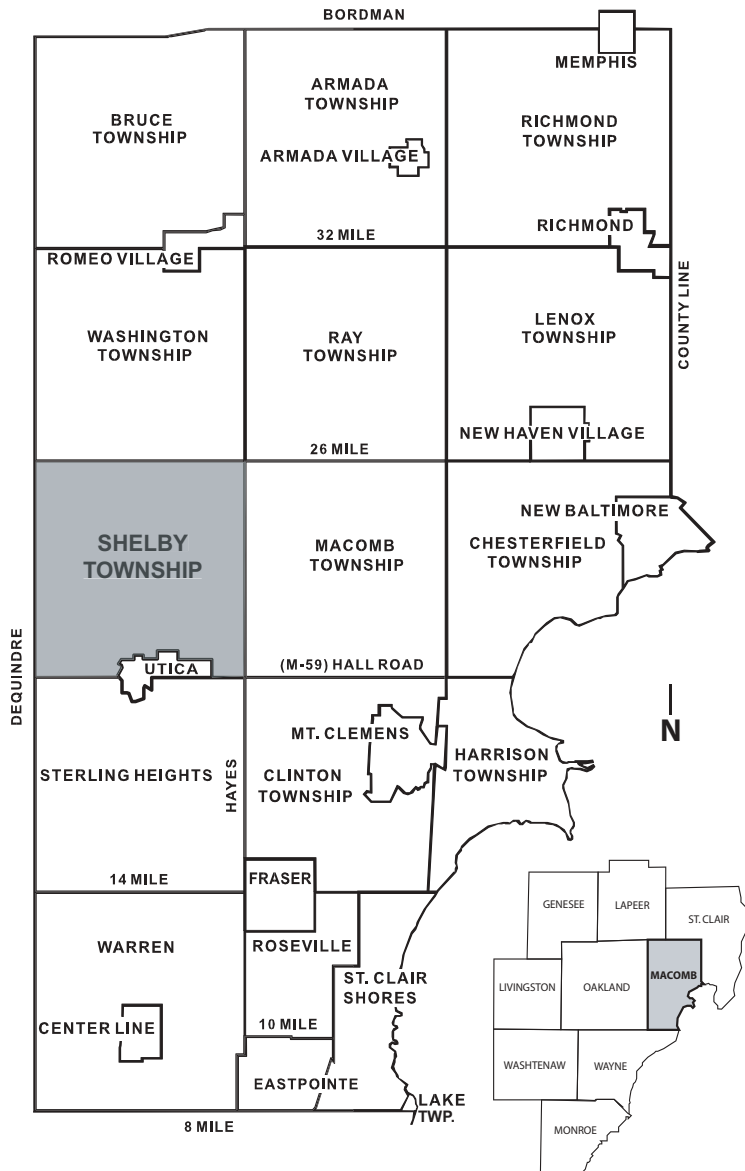 BORDMAN
MEMPHIS
BRUCE
TOWNSHIP
ARMADA
TOWNSHIP
ARMADA VILLAGE
RICHMOND
TOWNSHIP
RICHMOND
32 MILE
ROMEO VILLAGE
WASHINGTON
TOWNSHIP
RAY
TOWNSHIP
LENOX
TOWNSHIP
COUNTY LINE
NEW HAVEN VILLAGE
26 MILE
SHELBY
TOWNSHIP
MACOMB
TOWNSHIP
NEW BALTIMORE
CHESTERFIELD
TOWNSHIP
DEQUINDRE
UTICA
(M-59) HALL ROAD
N
STERLING HEIGHTS
HAYES
MT. CLEMENS
CLINTON
TOWNSHIP
HARRISON
TOWNSHIP
14 MILE
FRASER
WARREN
ROSEVILLE
ST. CLAIR
SHORES
CENTER LINE
10 MILE
EASTPOINTE
LAKE
TWP.
8 MILE
GENESEE
LAPEER
ST. CLAIR
LIVINGSTON
OAKLAND
MACOMB
WASHTENAW
WAYNE
MONROE